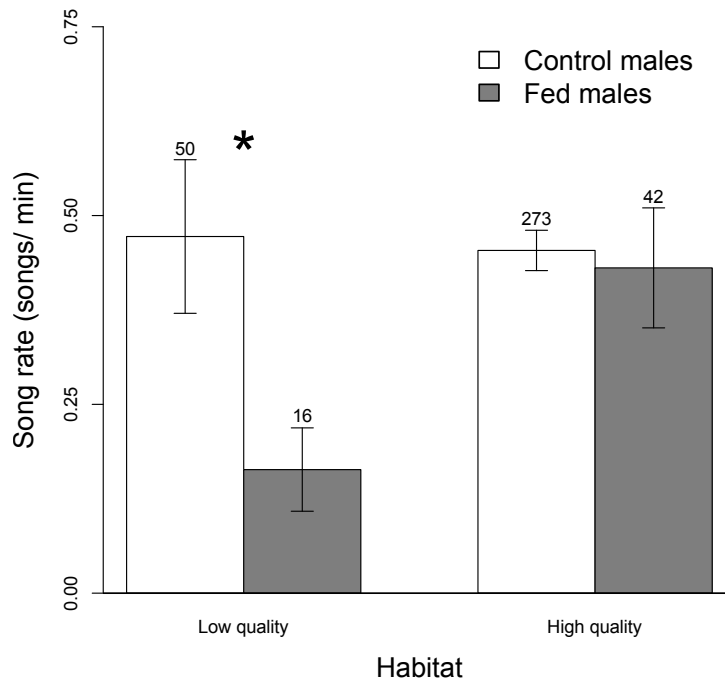 0.75
Control males
Fed males
50
*
0.50
273
42
0.25
16
0.00
Song rate (songs/ min)
Low quality
High quality
Habitat